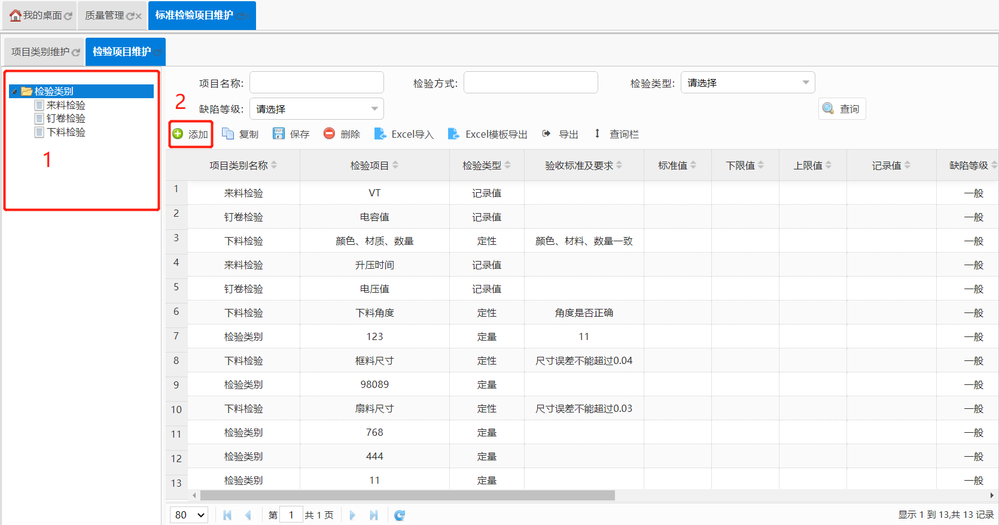 我的桌面 质量管理 标准检验项目维护
项目类别维护 检验项目维护
检验类别
来料检验
钉卷检验
下料检验
1
项目名称: 检验方式: 检验类型: 请选择
2
缺陷等级: 请选择 查询
添加 复制 保存 删除 Excel导入 Excel模板导出 导出 查询栏
项目类别名称 检验项目 检验类型 验收标准及要求 标准值 下限值 上限值 记录值 缺陷等级
1 来料检验 VT 记录值 一般
2 钉卷检验 电容值 记录值 一般
3 下料检验 颜色、材质、数量 定性 颜色、材料、数量一致 一般
4 来料检验 升压时间 记录值 一般
5 钉卷检验 电压值 记录值 一般
6 下料检验 下料角度 定性 角度是否正确 一般
7 检验类别 123 定量 11 一般
8 下料检验 框料尺寸 定性 尺寸误差不能超过0.04 一般
9 检验类别 98089 定量 一般
10 下料检验 扇料尺寸 定性 尺寸误差不能超过0.03 一般
11 检验类别 768 定量 一般
12 检验类别 444 定量 一般
13 检验类别 11 定量 一般
80 第 1 共 1 页 显示 1 到 13,共 13 记录